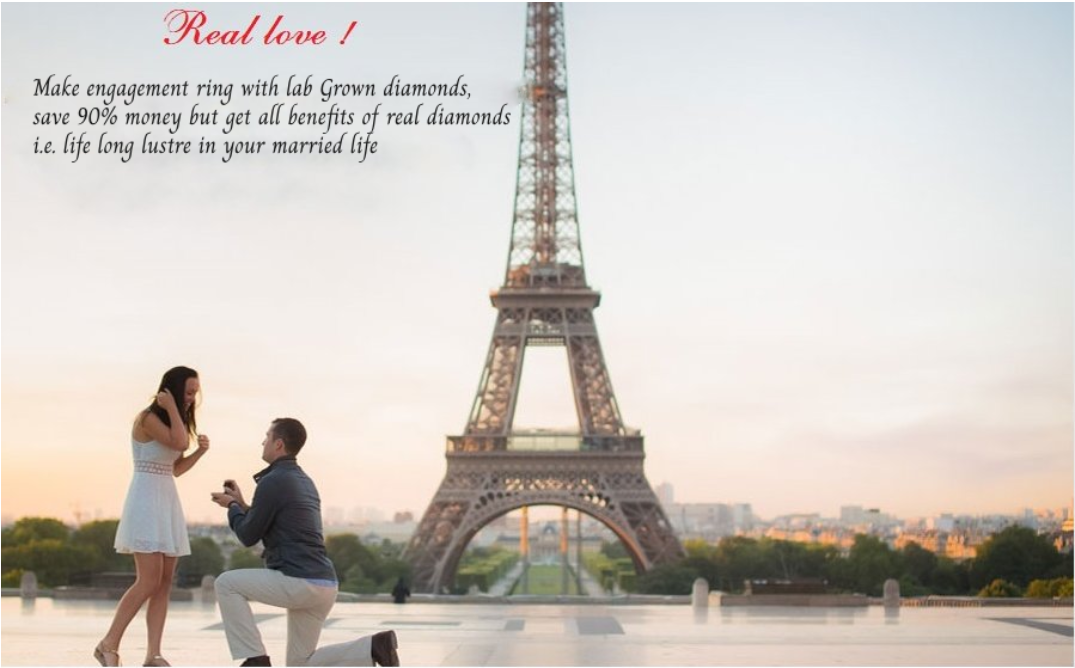 Real love !
Make engagement ring with lab Grown diamonds,
save 90% money but get all benefits of real diamonds
i.e. life long lustre in your married life